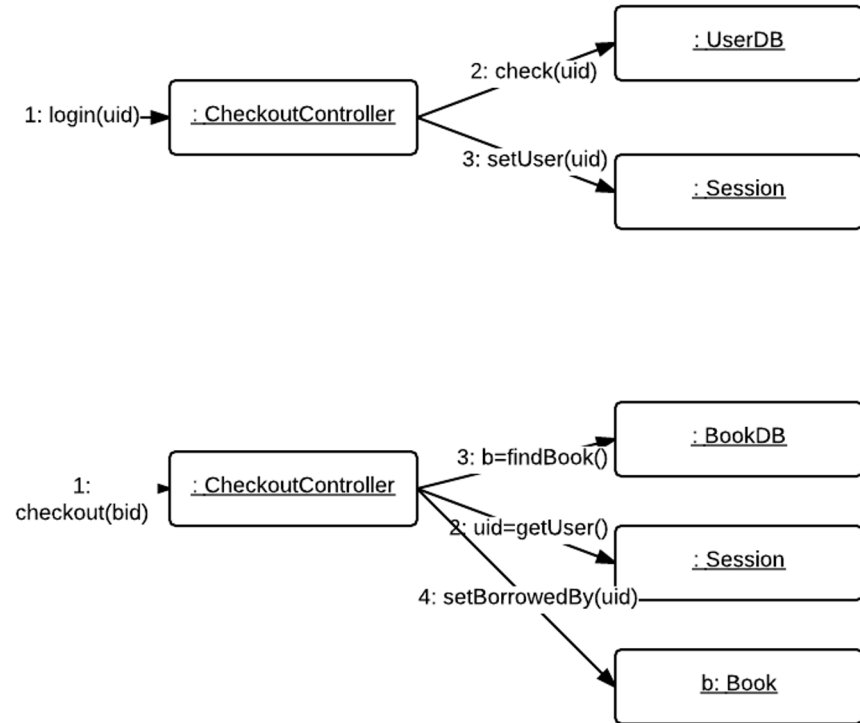 : UserDB
2: check(uid)
1: login(uid)
: CheckoutController
3: setUser(uid)
: Session
: BookDB
3: b=findBook()
1:
checkout(bid)
: CheckoutController
2: uid=getUser()
: Session
4: setBorrowedBy(uid)
b: Book